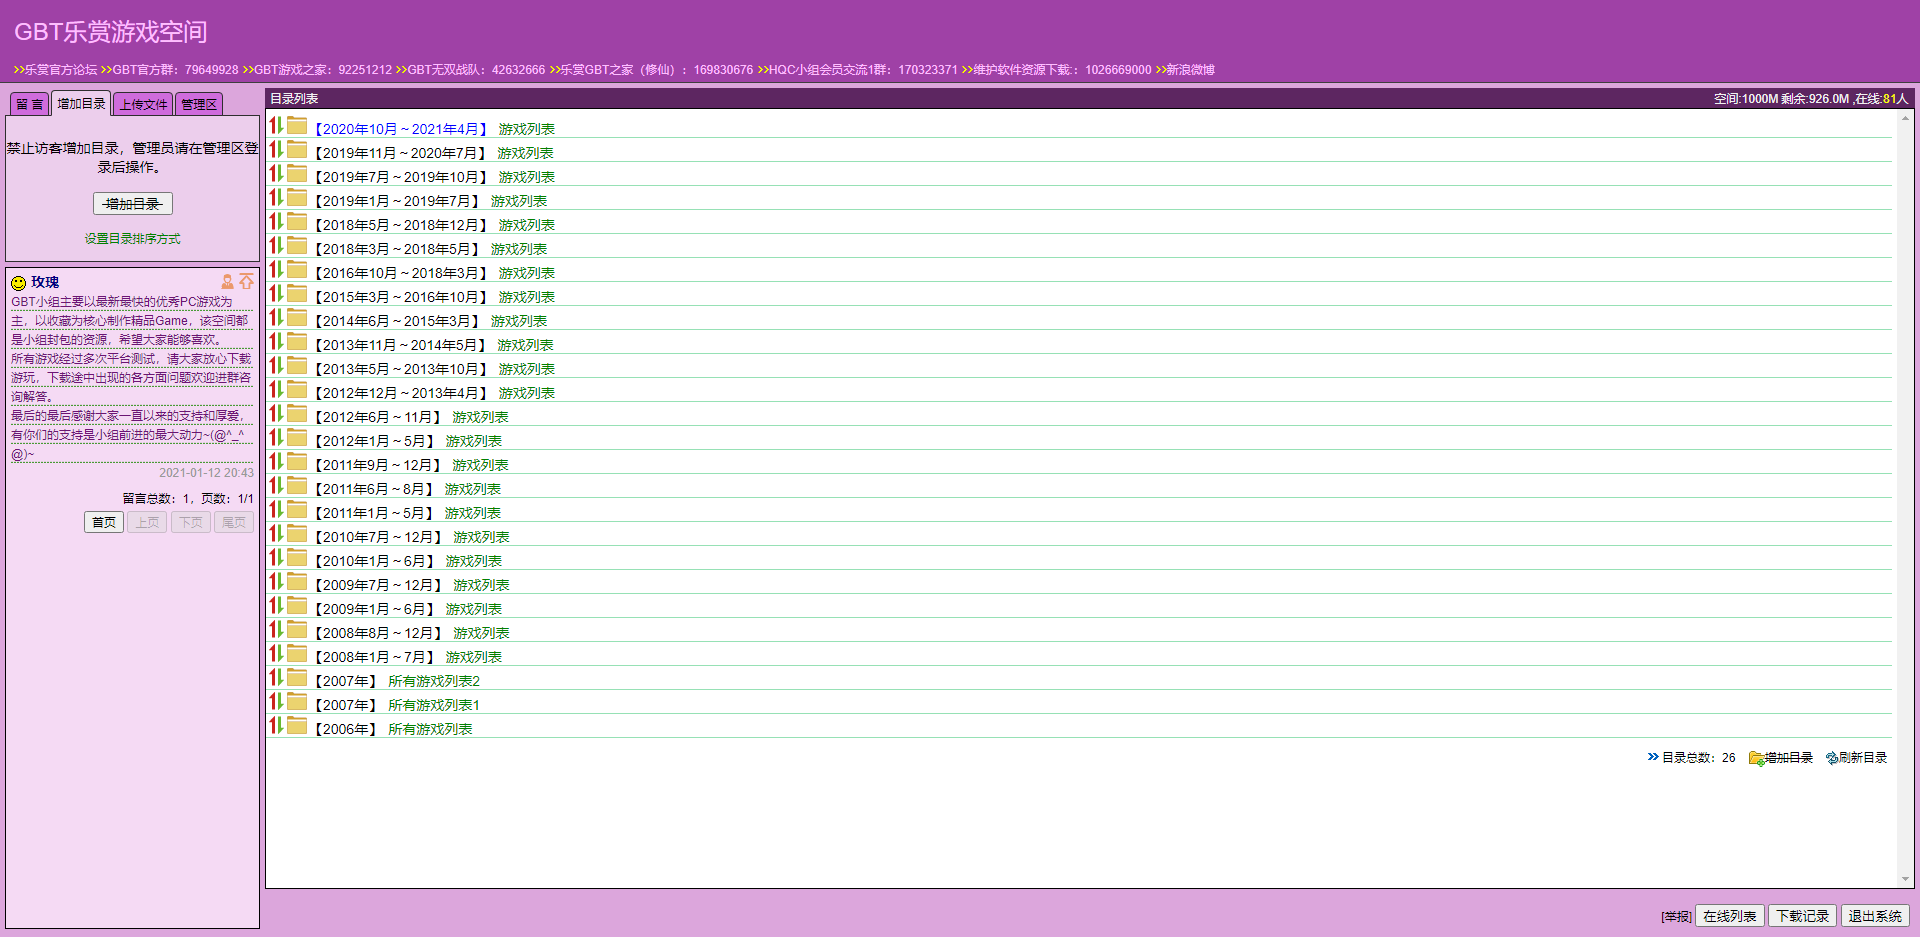 GBT乐赏游戏空间
>>乐赏官方论坛 >>GBT官方群：79649928 >>GBT游戏之家：92251212 >>GBT无双战队：42632666 >>乐赏GBT之家（修仙）：169830676 >>HQC小组会员交流1群：170323371 >>维护软件资源下载:：1026669000 >>新浪微博
留 言 增加目录 上传文件 管理区
禁止访客增加目录，管理员请在管理区登
录后操作。
-增加目录-
设置目录排序方式
玫瑰
GBT小组主要以最新最快的优秀PC游戏为
主，以收藏为核心制作精品Game，该空间都
是小组封包的资源，希望大家能够喜欢。
所有游戏经过多次平台测试，请大家放心下载
游玩，下载途中出现的各方面问题欢迎进群咨
询解答。
最后的最后感谢大家一直以来的支持和厚爱，
有你们的支持是小组前进的最大动力~(@^_^
@)~
2021-01-12 20:43
留言总数：1，页数：1/1
首页 上页 下页 尾页
目录列表 空间:1000M 剩余:926.0M ,在线:81人
【2020年10月～2021年4月】 游戏列表
【2019年11月～2020年7月】 游戏列表
【2019年7月～2019年10月】 游戏列表
【2019年1月～2019年7月】 游戏列表
【2018年5月～2018年12月】 游戏列表
【2018年3月～2018年5月】 游戏列表
【2016年10月～2018年3月】 游戏列表
【2015年3月～2016年10月】 游戏列表
【2014年6月～2015年3月】 游戏列表
【2013年11月～2014年5月】 游戏列表
【2013年5月～2013年10月】 游戏列表
【2012年12月～2013年4月】 游戏列表
【2012年6月～11月】 游戏列表
【2012年1月～5月】 游戏列表
【2011年9月～12月】 游戏列表
【2011年6月～8月】 游戏列表
【2011年1月～5月】 游戏列表
【2010年7月～12月】 游戏列表
【2010年1月～6月】 游戏列表
【2009年7月～12月】 游戏列表
【2009年1月～6月】 游戏列表
【2008年8月～12月】 游戏列表
【2008年1月～7月】 游戏列表
【2007年】 所有游戏列表2
【2007年】 所有游戏列表1
【2006年】 所有游戏列表
目录总数：26 增加目录 刷新目录
[举报] 在线列表 下载记录 退出系统